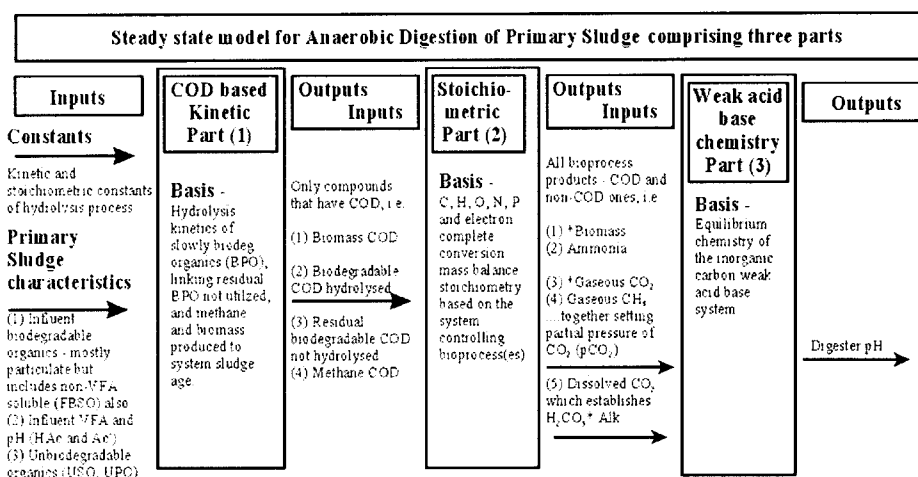 Steady state model for Anaerobic Digestion of Primary Sludge comprising three parts
Inputs
Constants
Kinetic and
stoichiometric constants
of hydrolysis process
Primary
Sludge
characteristics
(1) Influent
biodegradable
organics - mostly
particulate but
includes non-VFA
soluble (FBSO) also
(2) Influent VFA and
pH (HAc and Ac-)
(3) Unbiodegradable
organics (USO, UPO)
COD based
Kinetic
Part (1)
Basis -
Hydrolysis
kinetics of
slowly biodeg
organics (BPO),
linking residual
BPO not utilized,
and methane
and biomass
produced to
system sludge
age.
Outputs
Inputs
Only compounds
that have COD, i.e.
(1) Biomass COD
(2) Biodegradable
COD hydrolysed
(3) Residual
biodegradable COD
not hydrolysed
(4) Methane COD
Stoichio-
metric
Part (2)
Basis -
C, H, O, N, P
and electron
complete
conversion
mass balance
stoichiometry
based on the
system
controlling
bioprocess(es)
Outputs
Inputs
All bioprocess
products - COD and
non-COD ones, i.e
(1) *Biomass
(2) Ammonia
(3) *Gaseous CO₂
(4) Gaseous CH₄
....together setting
partial pressure of
CO₂ (pCO₂)
(5) Dissolved CO₂
which establishes
H₂CO₃* Alk
Weak acid
base
chemistry
Part (3)
Basis -
Equilibrium
chemistry of
the inorganic
carbon weak
acid base
system
Outputs
Digester pH